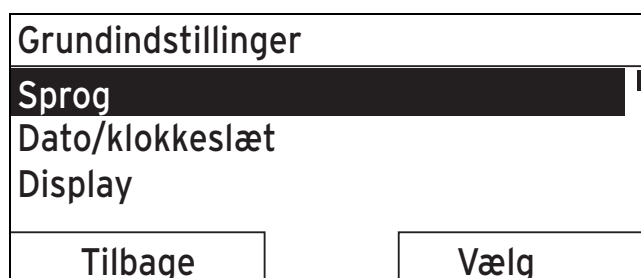 Grundindstillinger
Sprog
Dato/klokkeslæt
Display
Tilbage Vælg